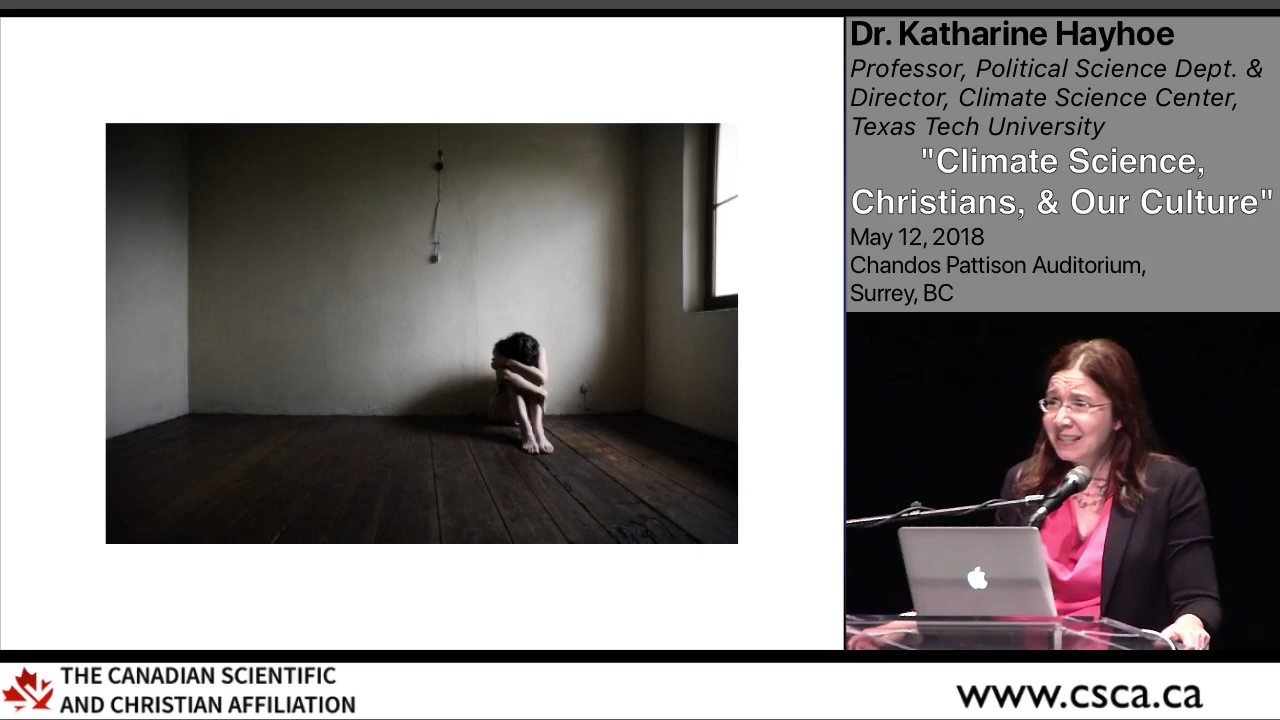 Dr. Katharine Hayhoe
Professor, Political Science Dept. &
Director, Climate Science Center,
Texas Tech University
"Climate Science,
Christians, & Our Culture"
May 12, 2018
Chandos Pattison Auditorium,
Surrey, BC
THE CANADIAN SCIENTIFIC
AND CHRISTIAN AFFILIATION
www.csca.ca